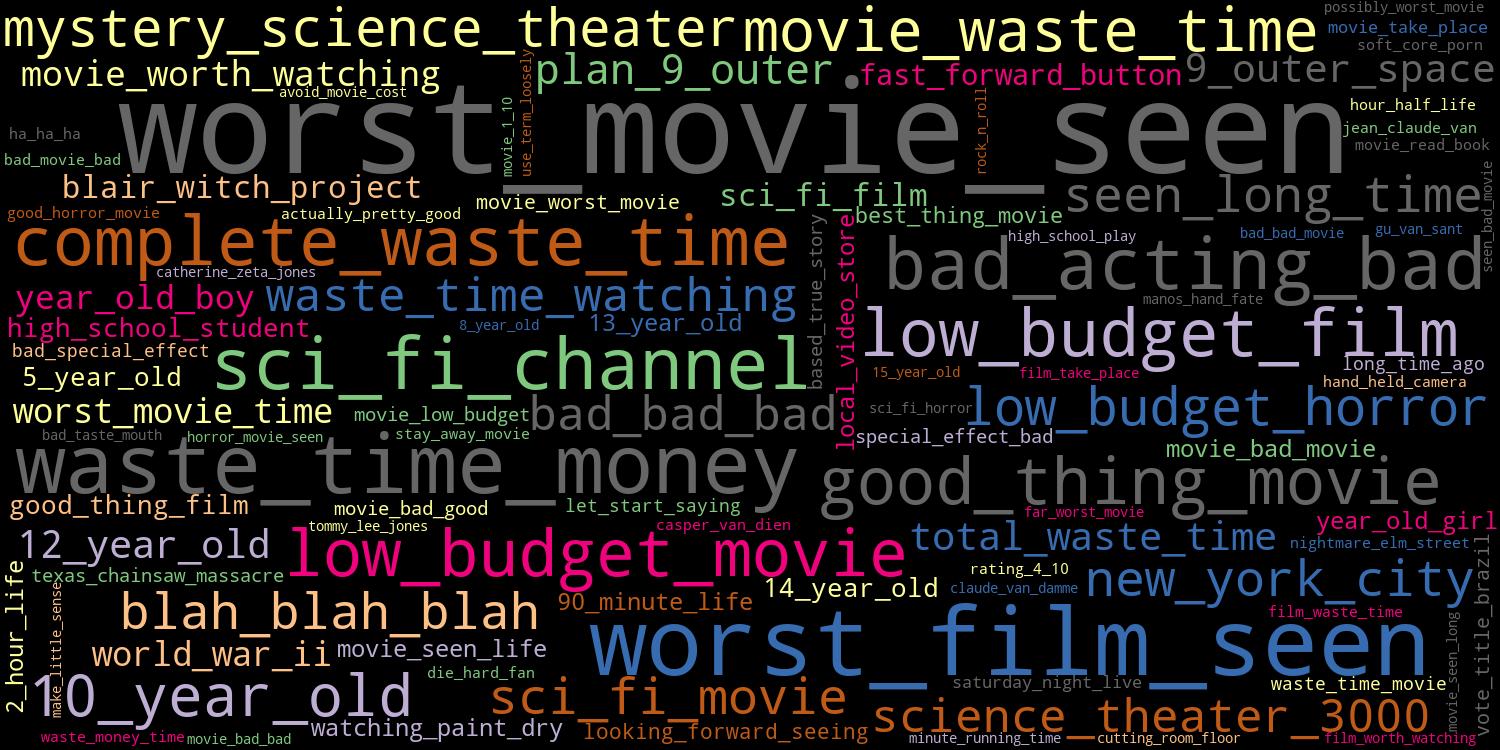 mystery_science_theater
movie_waste_time
possibly_worst_movie
movie_take_place
soft_core_porn
movie_worth_watching
avoid_movie_cost
plan_9_outer
fast_forward_button
9_outer_space
worst_movie_seen
movie_1_10
use_term_loosely
rock_n_roll
hour_half_life
jean_claude_van
movie_read_book
ha_ha_ha
bad_movie_bad
blair_witch_project
movie_worst_movie
sci_fi_film
seen_long_time
seen_bad_movie
good_horror_movie
actually_pretty_good
best_thing_movie
high_school_play
bad_bad_movie
gu_van_sant
complete_waste_time
based_true_story
local_video_store
bad_acting_bad
catherine_zeta_jones
year_old_boy
waste_time_watching
manos_hand_fate
high_school_student
8_year_old
13_year_old
low_budget_film
bad_special_effect
sci_fi_channel
long_time_ago
5_year_old
15_year_old
film_take_place
hand_held_camera
worst_movie_time
movie_low_budget
bad_bad_bad
sci_fi_horror
low_budget_horror
bad_taste_mouth
horror_movie_seen
stay_away_movie
special_effect_bad
movie_bad_movie
waste_time_money
good_thing_movie
good_thing_film
movie_bad_good
let_start_saying
far_worst_movie
year_old_girl
tommy_lee_jones
casper_van_dien
12_year_old
low_budget_movie
total_waste_time
nightmare_elm_street
vote_title_brazil
2_hour_life
texas_chainsaw_massacre
make_little_sense
rating_4_10
14_year_old
claude_van_damme
new_york_city
blah_blah_blah
90_minute_life
film_waste_time
worst_film_seen
movie_seen_long
world_war_ii
movie_seen_life
die_hard_fan
10_year_old
sci_fi_movie
saturday_night_live
waste_time_movie
watching_paint_dry
looking_forward_seeing
science_theater_3000
waste_money_time
movie_bad_bad
minute_running_time
cutting_room_floor
film_worth_watching